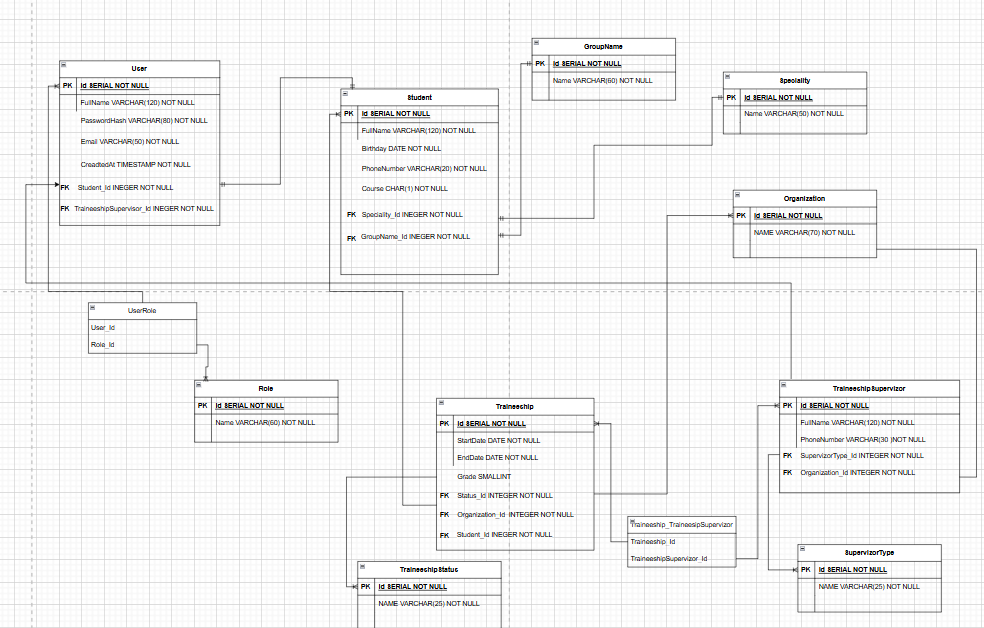 User
PK Id SERIAL NOT NULL
FullName VARCHAR(120) NOT NULL
PasswordHash VARCHAR(80) NOT NULL
Email VARCHAR(50) NOT NULL
CreadtedAt TIMESTAMP NOT NULL
FK Student_Id INEGER NOT NULL
FK TraineeshipSupervisor_Id INEGER NOT NULL
Student
PK Id SERIAL NOT NULL
FullName VARCHAR(120) NOT NULL
Birthday DATE NOT NULL
PhoneNumber VARCHAR(20) NOT NULL
Course CHAR(1) NOT NULL
FK Speciality_Id INEGER NOT NULL
FK GroupName_Id INEGER NOT NULL
GroupName
PK Id SERIAL NOT NULL
Name VARCHAR(60) NOT NULL
Speciality
PK Id SERIAL NOT NULL
Name VARCHAR(50) NOT NULL
Organization
PK Id SERIAL NOT NULL
NAME VARCHAR(70) NOT NULL
UserRole
User_Id
Role_Id
Role
PK Id SERIAL NOT NULL
Name VARCHAR(60) NOT NULL
Traineeship
PK Id SERIAL NOT NULL
StartDate DATE NOT NULL
EndDate DATE NOT NULL
Grade SMALLINT
FK Status_Id INTEGER NOT NULL
FK Organization_Id INTEGER NOT NULL
FK Student_Id INEGER NOT NULL
TraineeshipSupervizor
PK Id SERIAL NOT NULL
FullName VARCHAR(120) NOT NULL
PhoneNumber VARCHAR(30 )NOT NULL
FK SupervizorType_Id INTEGER NOT NULL
FK Organization_Id INTEGER NOT NULL
Traineeship_TraineesipSupervizor
Traineeship_Id
TraineeshipSupervizor_Id
SupervizorType
PK Id SERIAL NOT NULL
NAME VARCHAR(25) NOT NULL
TraineeshipStatus
PK Id SERIAL NOT NULL
NAME VARCHAR(25) NOT NULL